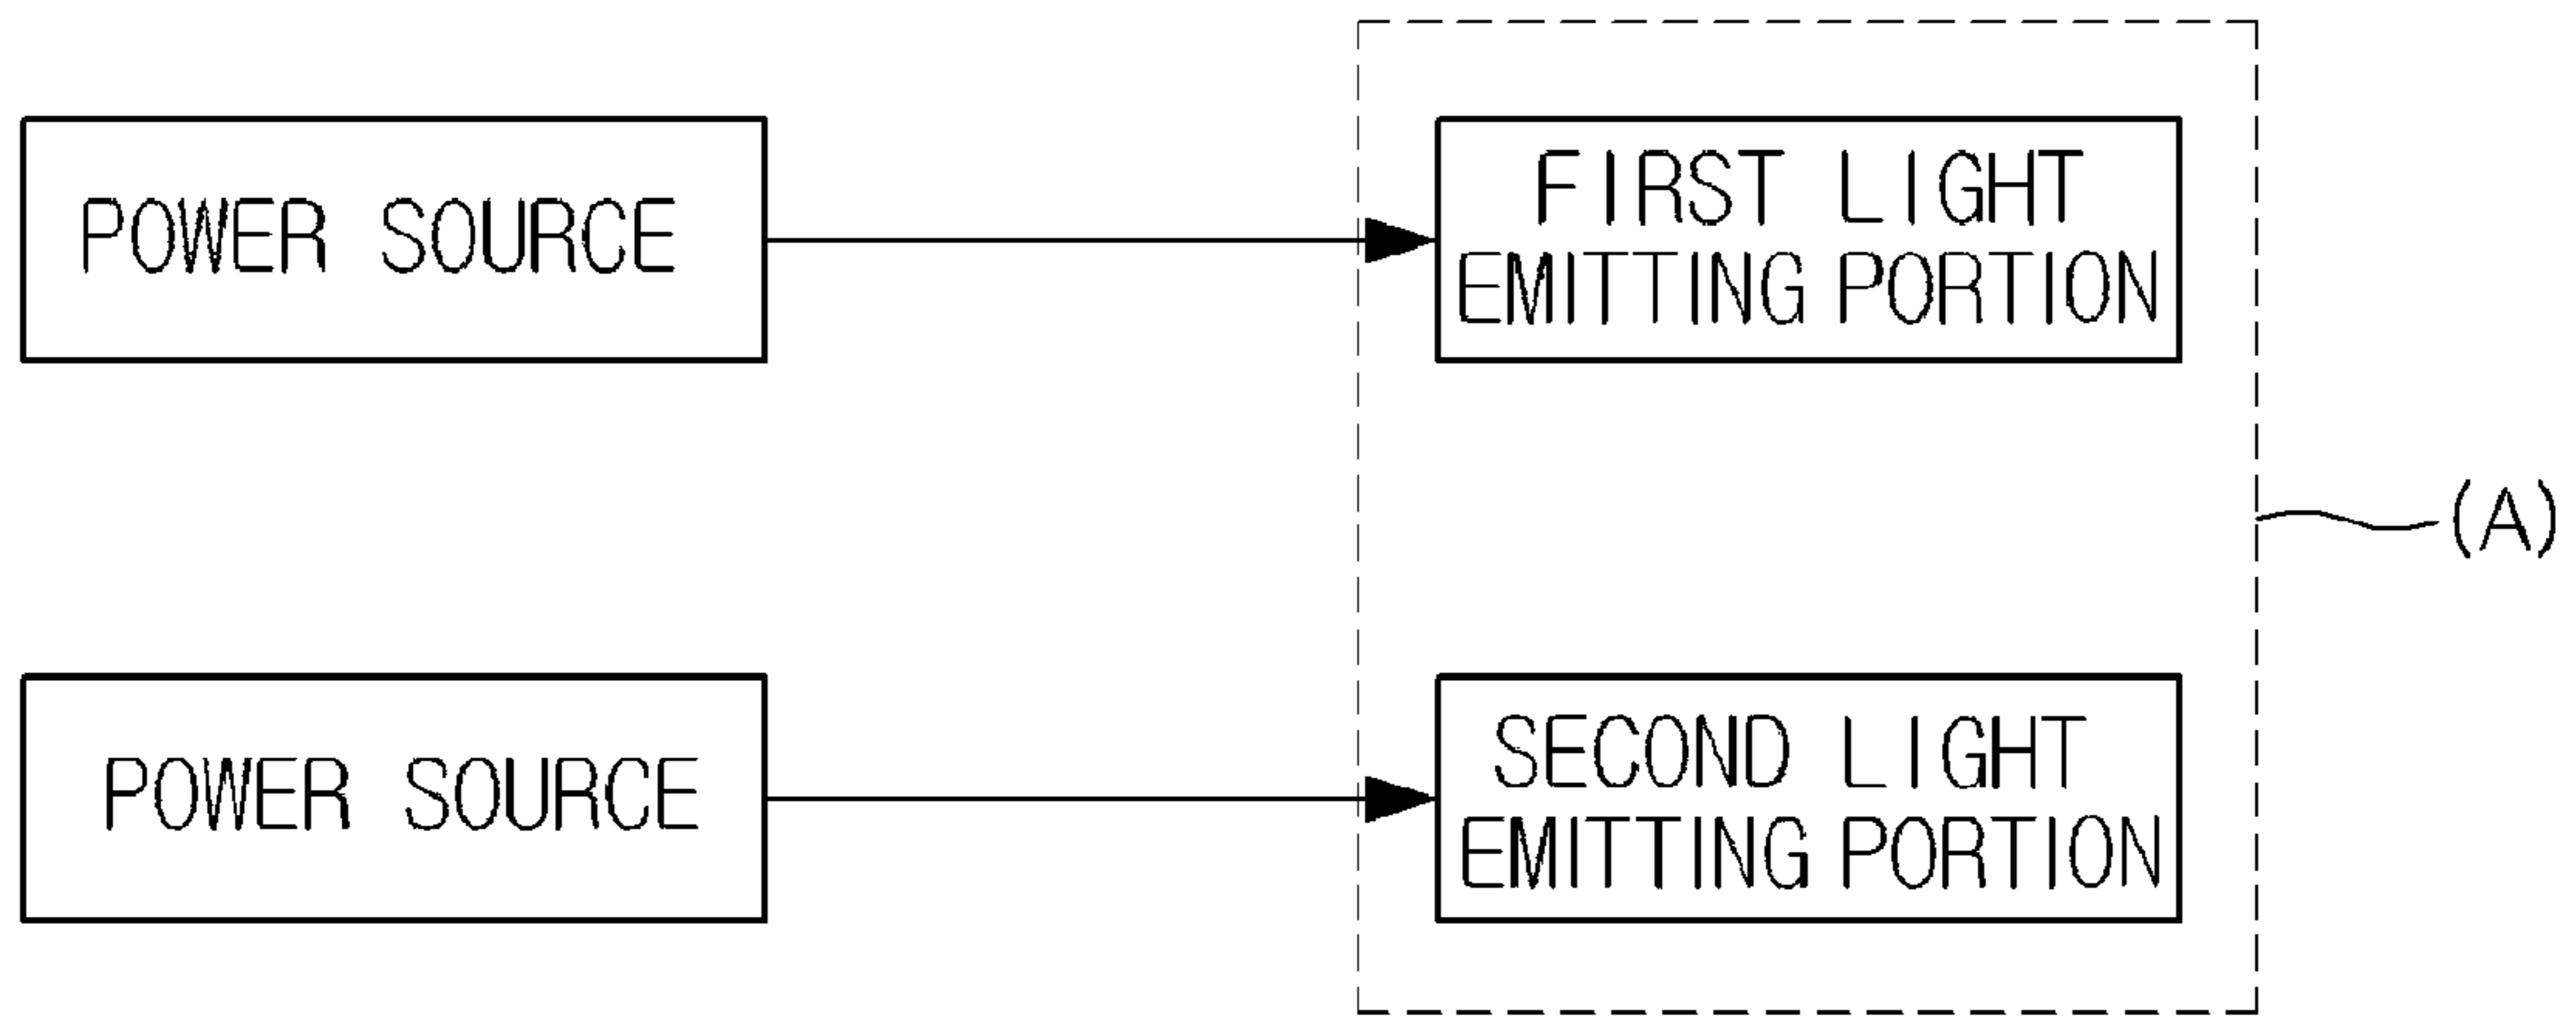 POWER SOURCE
FIRST LIGHT
EMITTING PORTION
(A)
POWER SOURCE
SECOND LIGHT
EMITTING PORTION